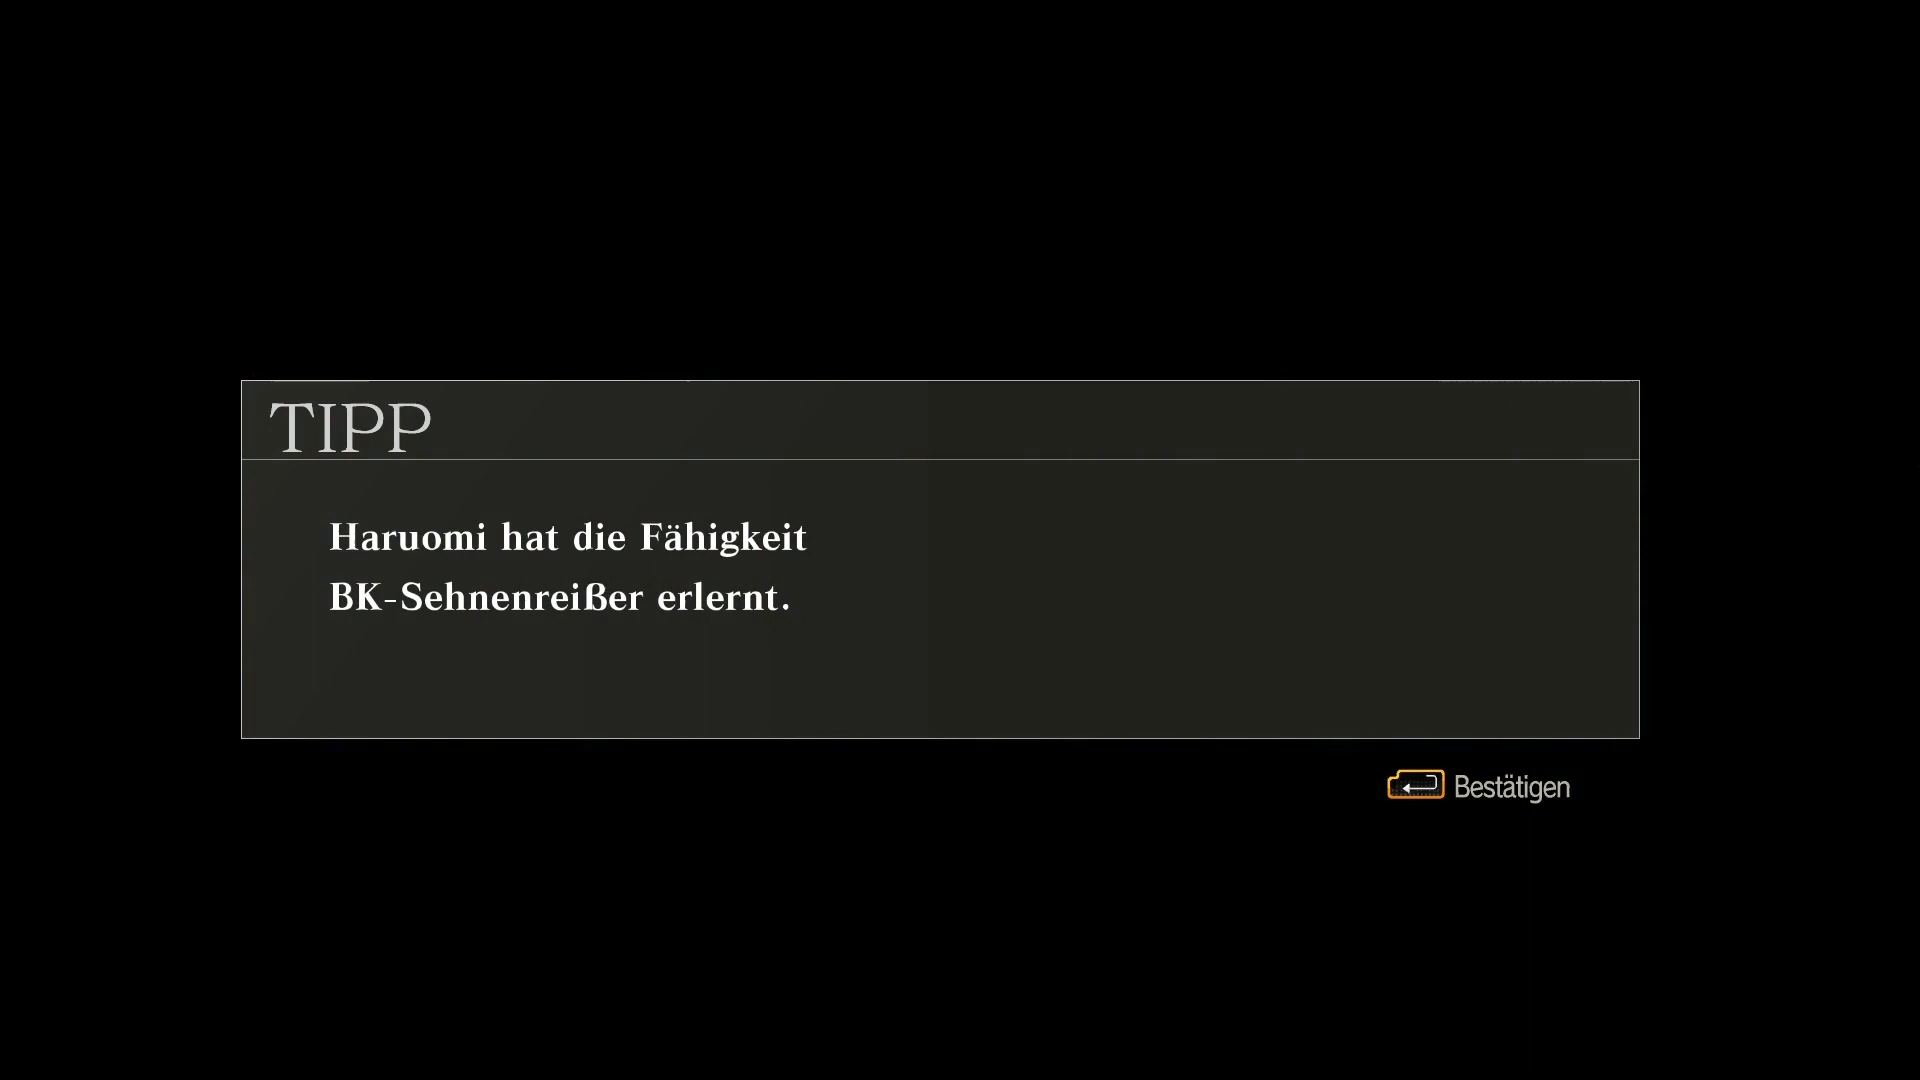 TIPP
Haruomi hat die Fähigkeit
BK-Sehnenreißer erlernt.
Bestätigen